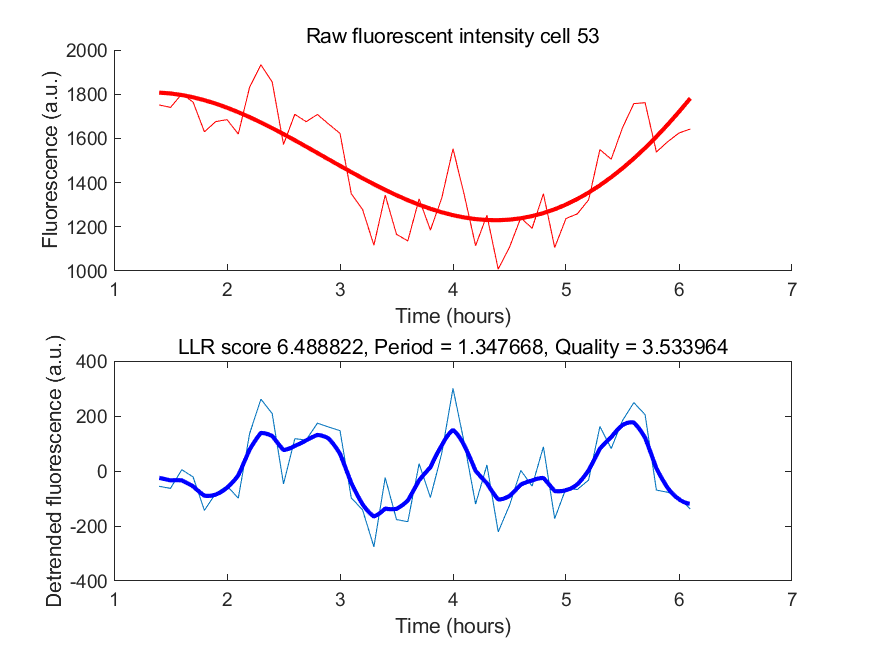 Raw fluorescent intensity cell 53
Fluorescence (a.u.)
2000
1800
1600
1400
1200
1000
1 2 3 4 5 6 7
Time (hours)
LLR score 6.488822, Period = 1.347668, Quality = 3.533964
Detrended fluorescence (a.u.)
400
200
0
-200
-400
1 2 3 4 5 6 7
Time (hours)